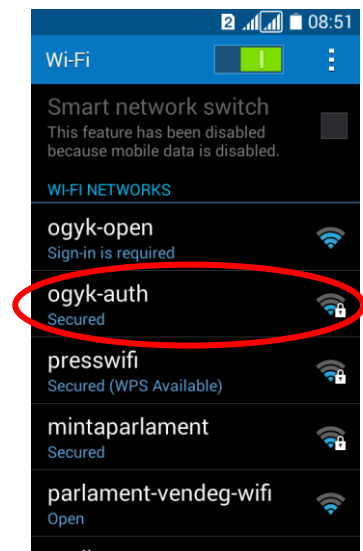 2 08:51
Wi-Fi
Smart network switch
This feature has been disabled
because mobile data is disabled.
WI-FI NETWORKS
ogyk-open
Sign-in is required
ogyk-auth
Secured
presswifi
Secured (WPS Available)
mintaparlament
Secured
parlament-vendeg-wifi
Open